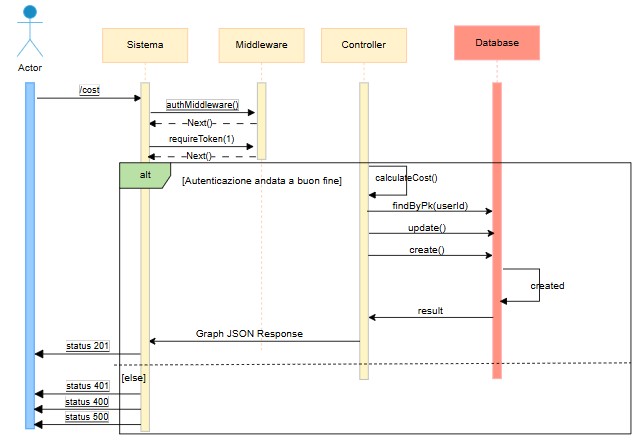 Actor
Sistema
Middleware
Controller
Database
/cost
authMiddleware()
Next()
requireToken(1)
Next()
alt
[Autenticazione andata a buon fine]
calculateCost()
findByPk(userId)
update()
create()
created
result
Graph JSON Response
status 201
[else]
status 401
status 400
status 500